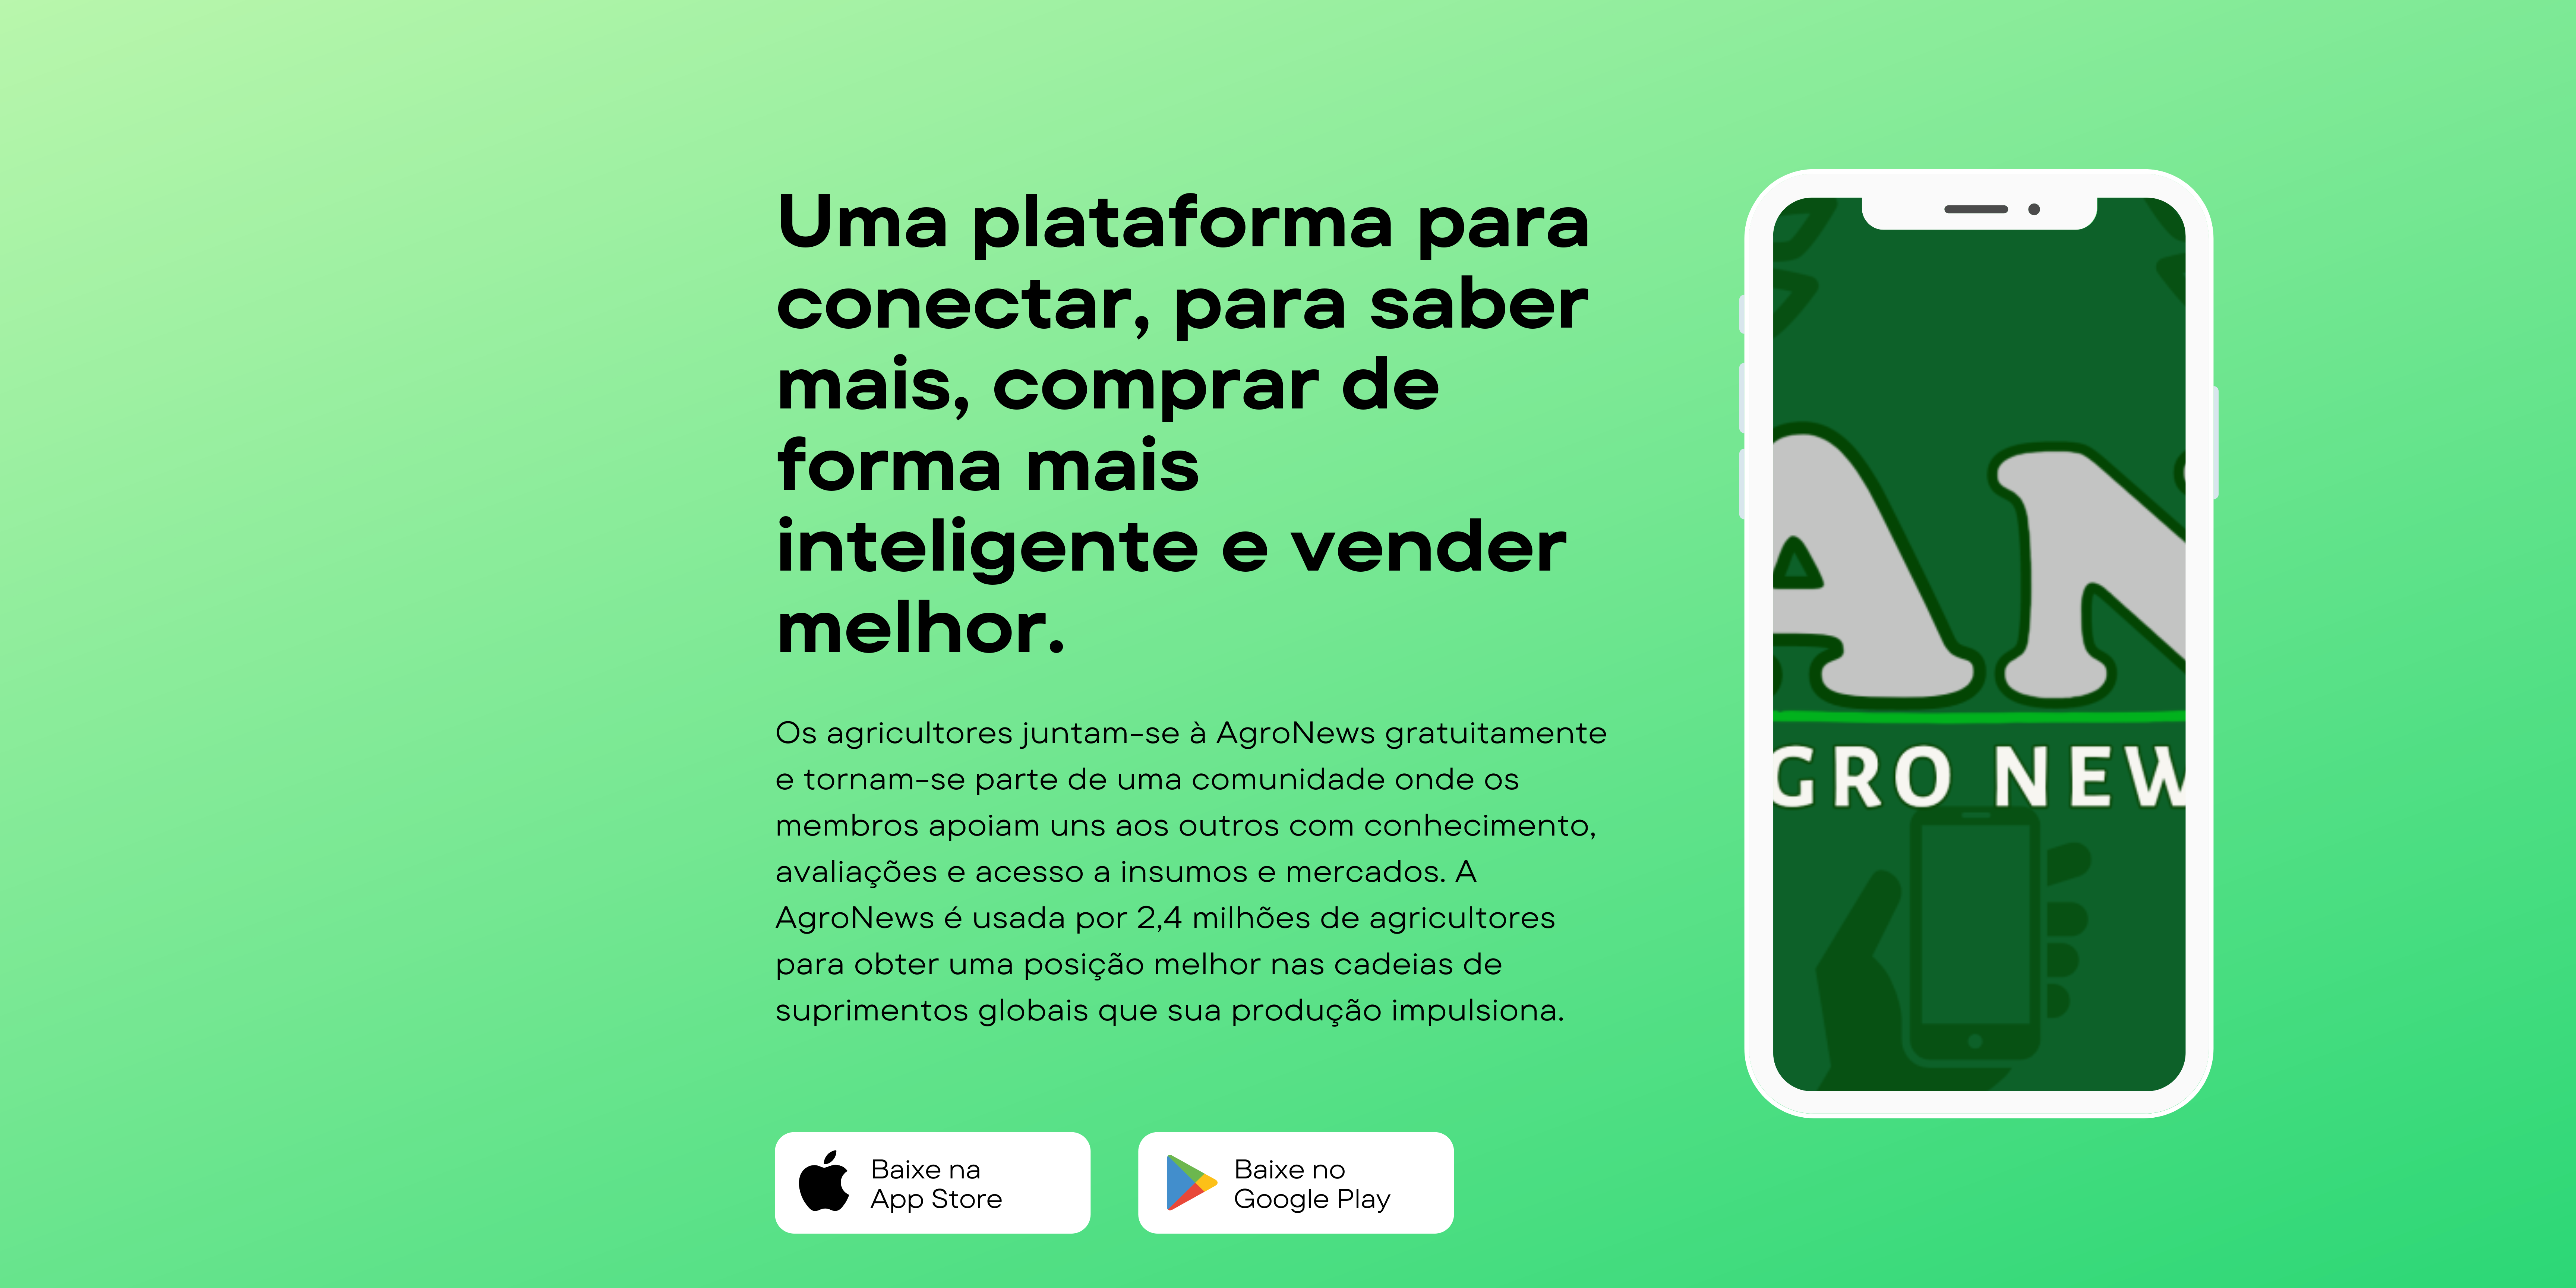 Uma plataforma para
conectar, para saber
mais, comprar de
forma mais
inteligente e vender
melhor.
Os agricultores juntam-se à AgroNews gratuitamente
e tornam-se parte de uma comunidade onde os
membros apoiam uns aos outros com conhecimento,
avaliações e acesso a insumos e mercados. A
AgroNews é usada por 2,4 milhões de agricultores
para obter uma posição melhor nas cadeias de
suprimentos globais que sua produção impulsiona.
Baixe na
App Store
Baixe no
Google Play
AN
GRO NEW